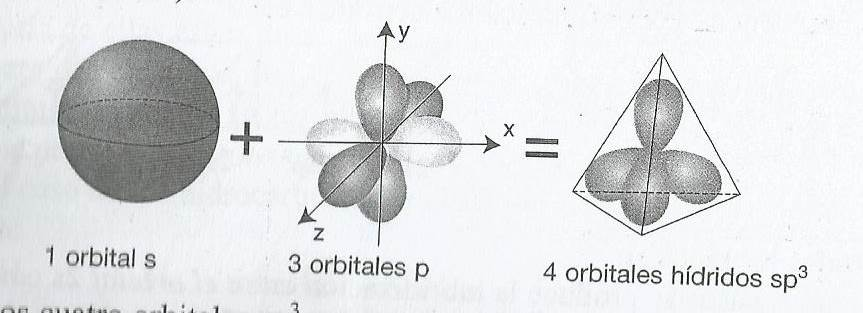 y
x
z
+
=
1 orbital s
3 orbitales p
4 orbitales hídridos sp³